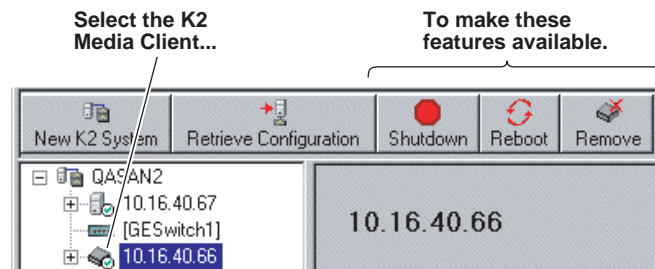 Select the K2
Media Client...
To make these
features available.
New K2 System
Retrieve Configuration
Shutdown
Reboot
Remove
QASAN2
10.16.40.67
[GESwitch1]
10.16.40.66
10.16.40.66